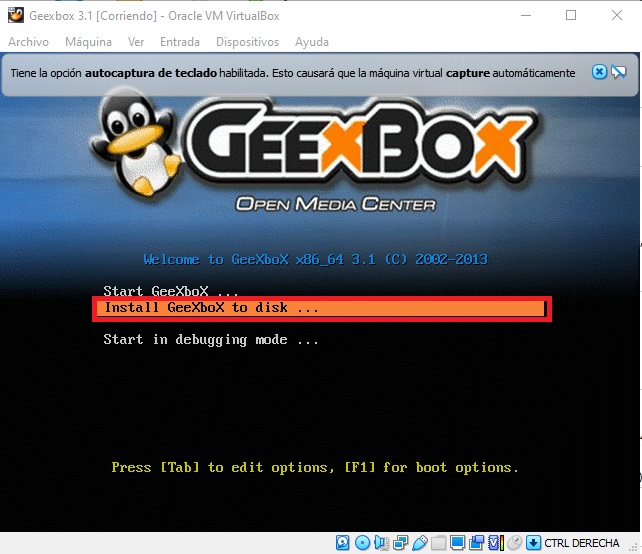 Geexbox 3.1 [Corriendo] - Oracle VM VirtualBox
Archivo Máquina Ver Entrada Dispositivos Ayuda
Tiene la opción autocaptura de teclado habilitada. Esto causará que la máquina virtual capture automáticamente
GEEXBOX
OPEN MEDIA CENTER
Welcome to GeeXboX x86_64 3.1 (C) 2002-2013
Start GeeXboX ...
Install GeeXboX to disk ...
Start in debugging mode ...
Press [Tab] to edit options, [F1] for boot options.
CTRL DERECHA